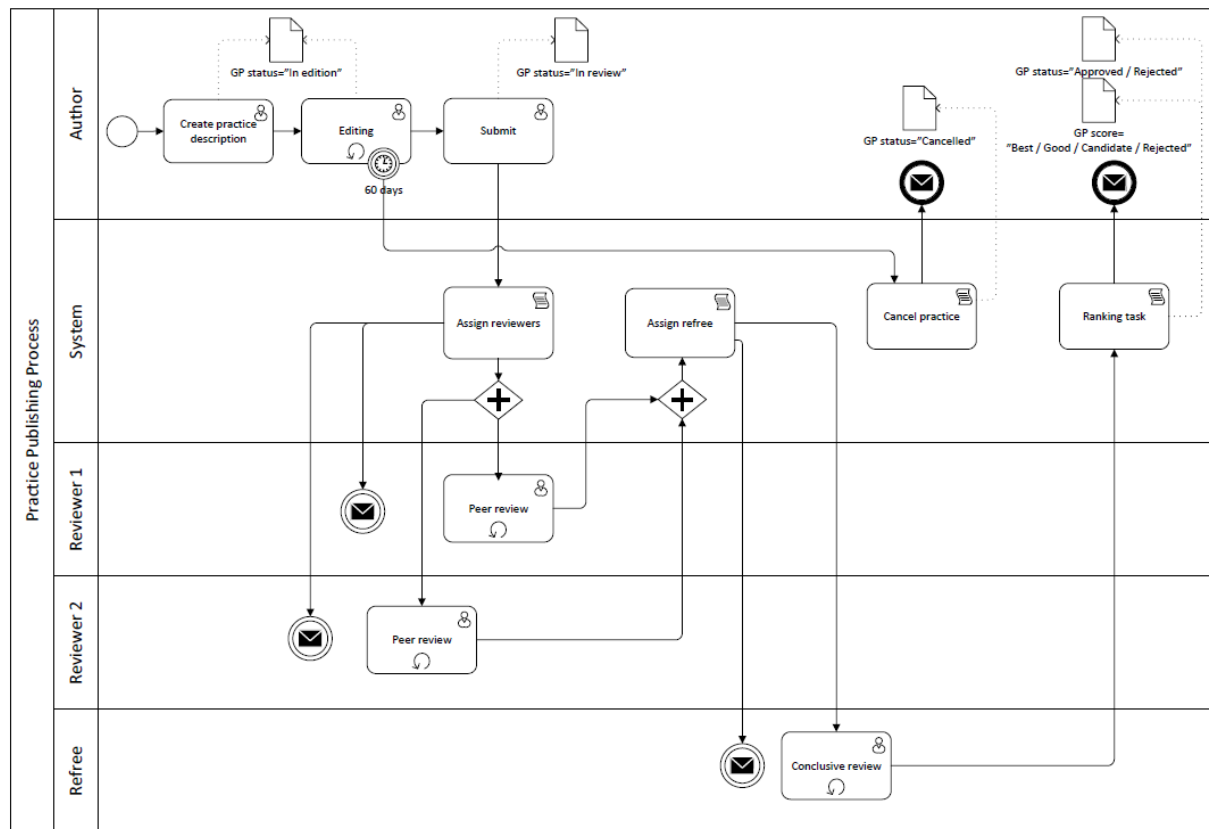 Practice Publishing Process
Author
GP status="In edition"
GP status="In review"
GP status="Approved / Rejected"
Create practice
description
Editing
60 days
Submit
GP status="Cancelled"
GP score=
"Best / Good / Candidate / Rejected"
System
Assign reviewers
Assign refree
Cancel practice
Ranking task
Reviewer 1
Peer review
Reviewer 2
Peer review
Refree
Conclusive review